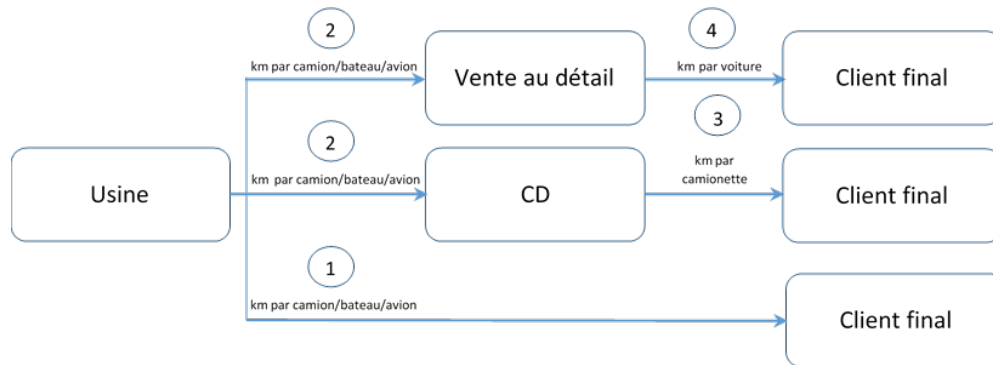 2
4
km par camion/bateau/avion
Vente au détail
km par voiture
Client final
2
3
Usine
km par camion/bateau/avion
CD
km par
camionette
Client final
1
km par camion/bateau/avion
Client final